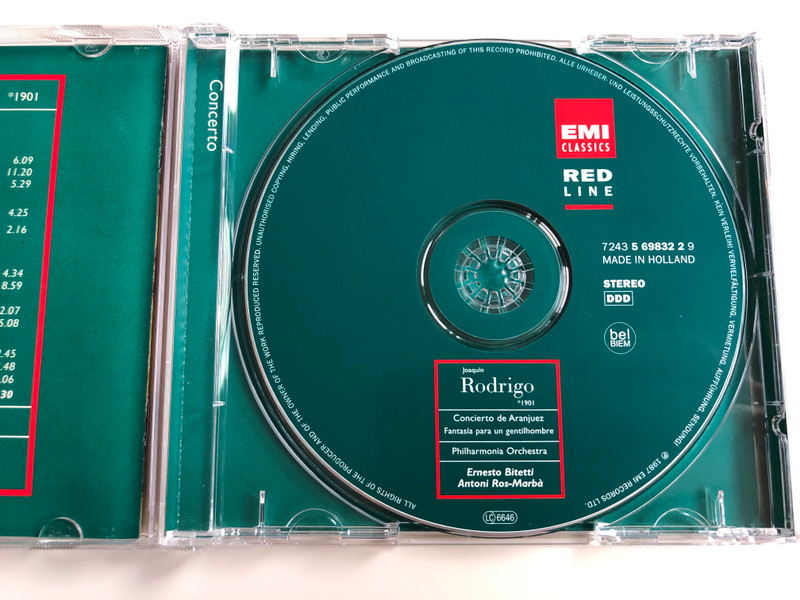 *1901
6.09
11.20
5.29
4.25
2.16
4.34
8.59
2.07
5.08
.45
.48
.06
30
Concerto
ALL RIGHTS OF THE PRODUCER AND OF THE OWNER OF THE WORK REPRODUCED RESERVED. UNAUTHORISED COPYING, HIRING, LENDING, PUBLIC PERFORMANCE AND BROADCASTING OF THIS RECORD PROHIBITED. ALLE URHEBER- UND LEISTUNGSSCHUTZRECHTE VORBEHALTEN. KEIN VERLEIH! VERVIELFÄLTIGUNG, VERMIETUNG, AUFFÜHRUNG, SENDUNG!
℗ 1987 EMI RECORDS LTD.
EMI
CLASSICS
RED
LINE
7243 5 69832 2 9
MADE IN HOLLAND
STEREO
DDD
bel
BIEM
Joaquín
Rodrigo
*1901
Concierto de Aranjuez
Fantasía para un gentilhombre
Philharmonia Orchestra
Ernesto Bitetti
Antoni Ros-Marbà
LC 6646